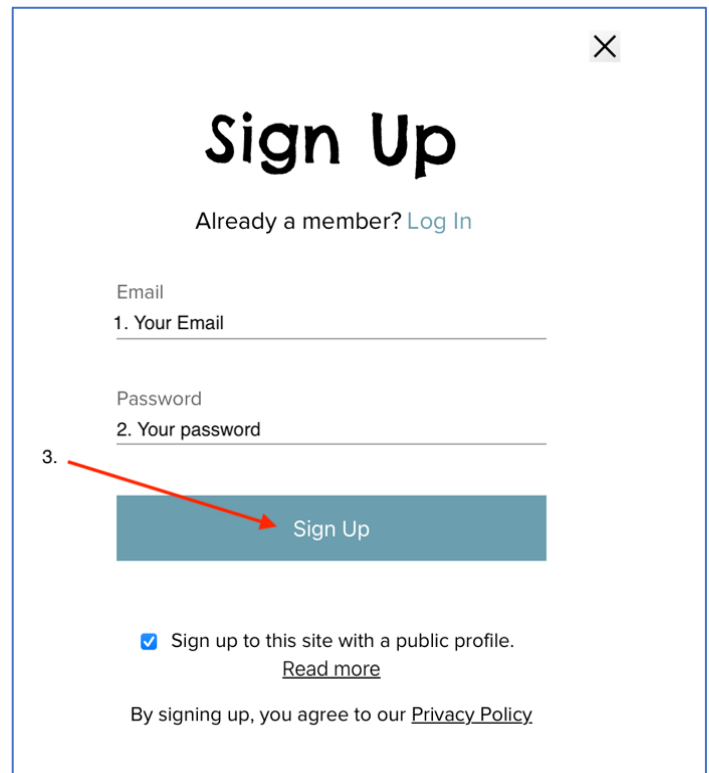 Sign Up
Already a member? Log In
Email
1. Your Email
Password
2. Your password
3.
Sign Up
Sign up to this site with a public profile.
Read more
By signing up, you agree to our Privacy Policy